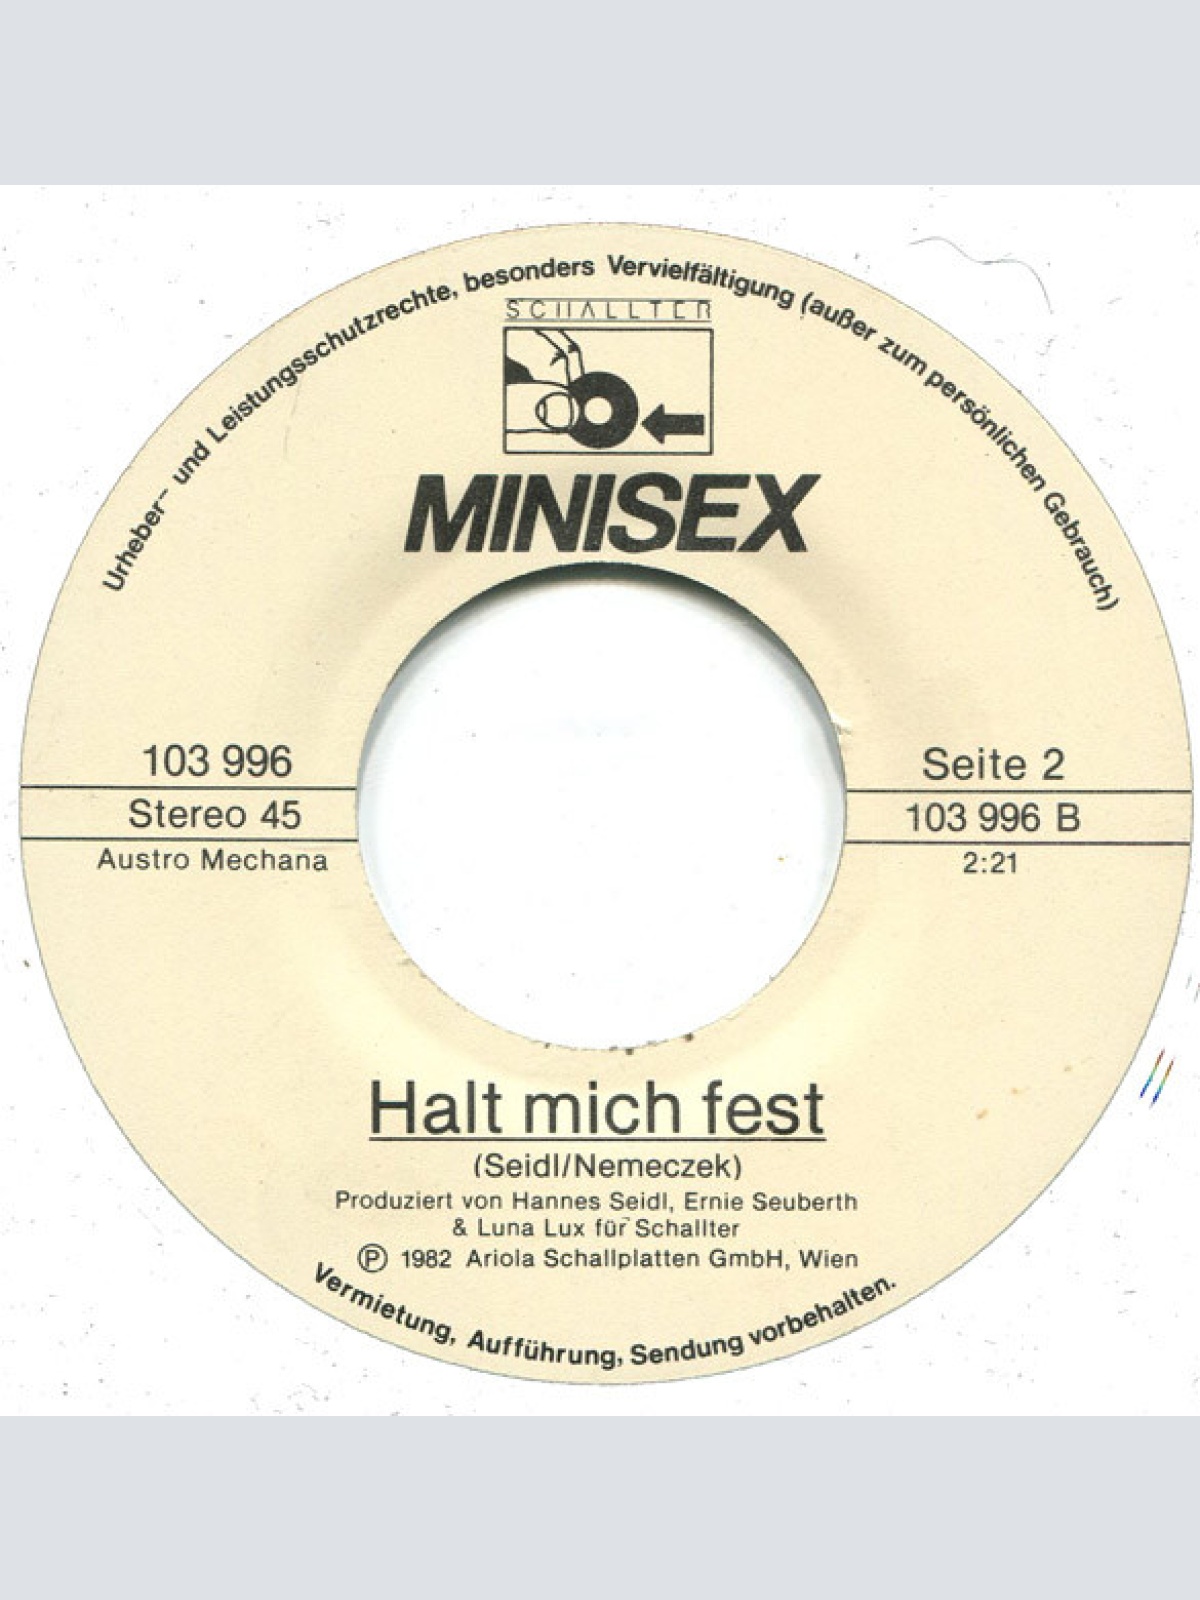 Urheber- und Leistungsschutzrechte, besonders Vervielfältigung (außer zum persönlichen Gebrauch)
SCHALLTER
MINISEX
103 996
Stereo 45
Austro Mechana
Seite 2
103 996 B
2:21
Halt mich fest
(Seidl/Nemeczek)
Produziert von Hannes Seidl, Ernie Seuberth
& Luna Lux für Schallter
Ⓟ 1982 Ariola Schallplatten GmbH, Wien
Vermietung, Aufführung, Sendung vorbehalten.